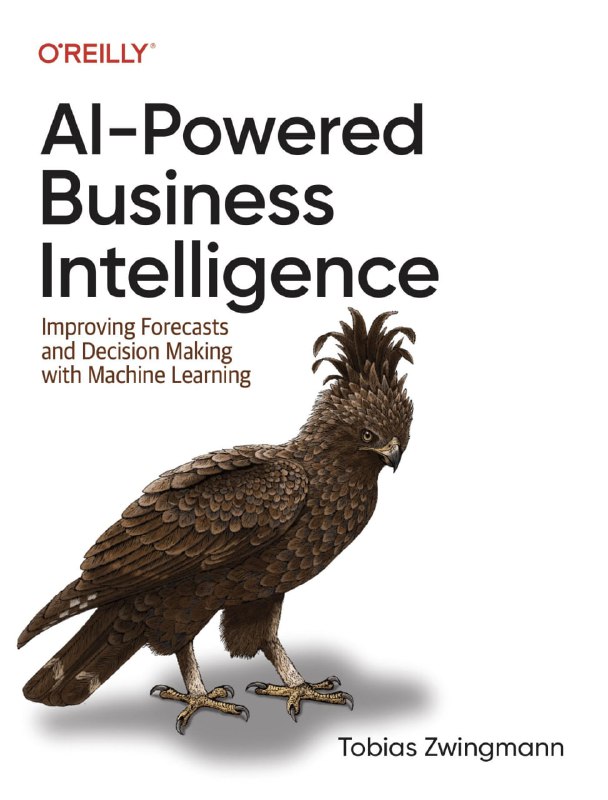 O'REILLY®
AI-Powered
Business
Intelligence
Improving Forecasts
and Decision Making
with Machine Learning
Tobias Zwingmann